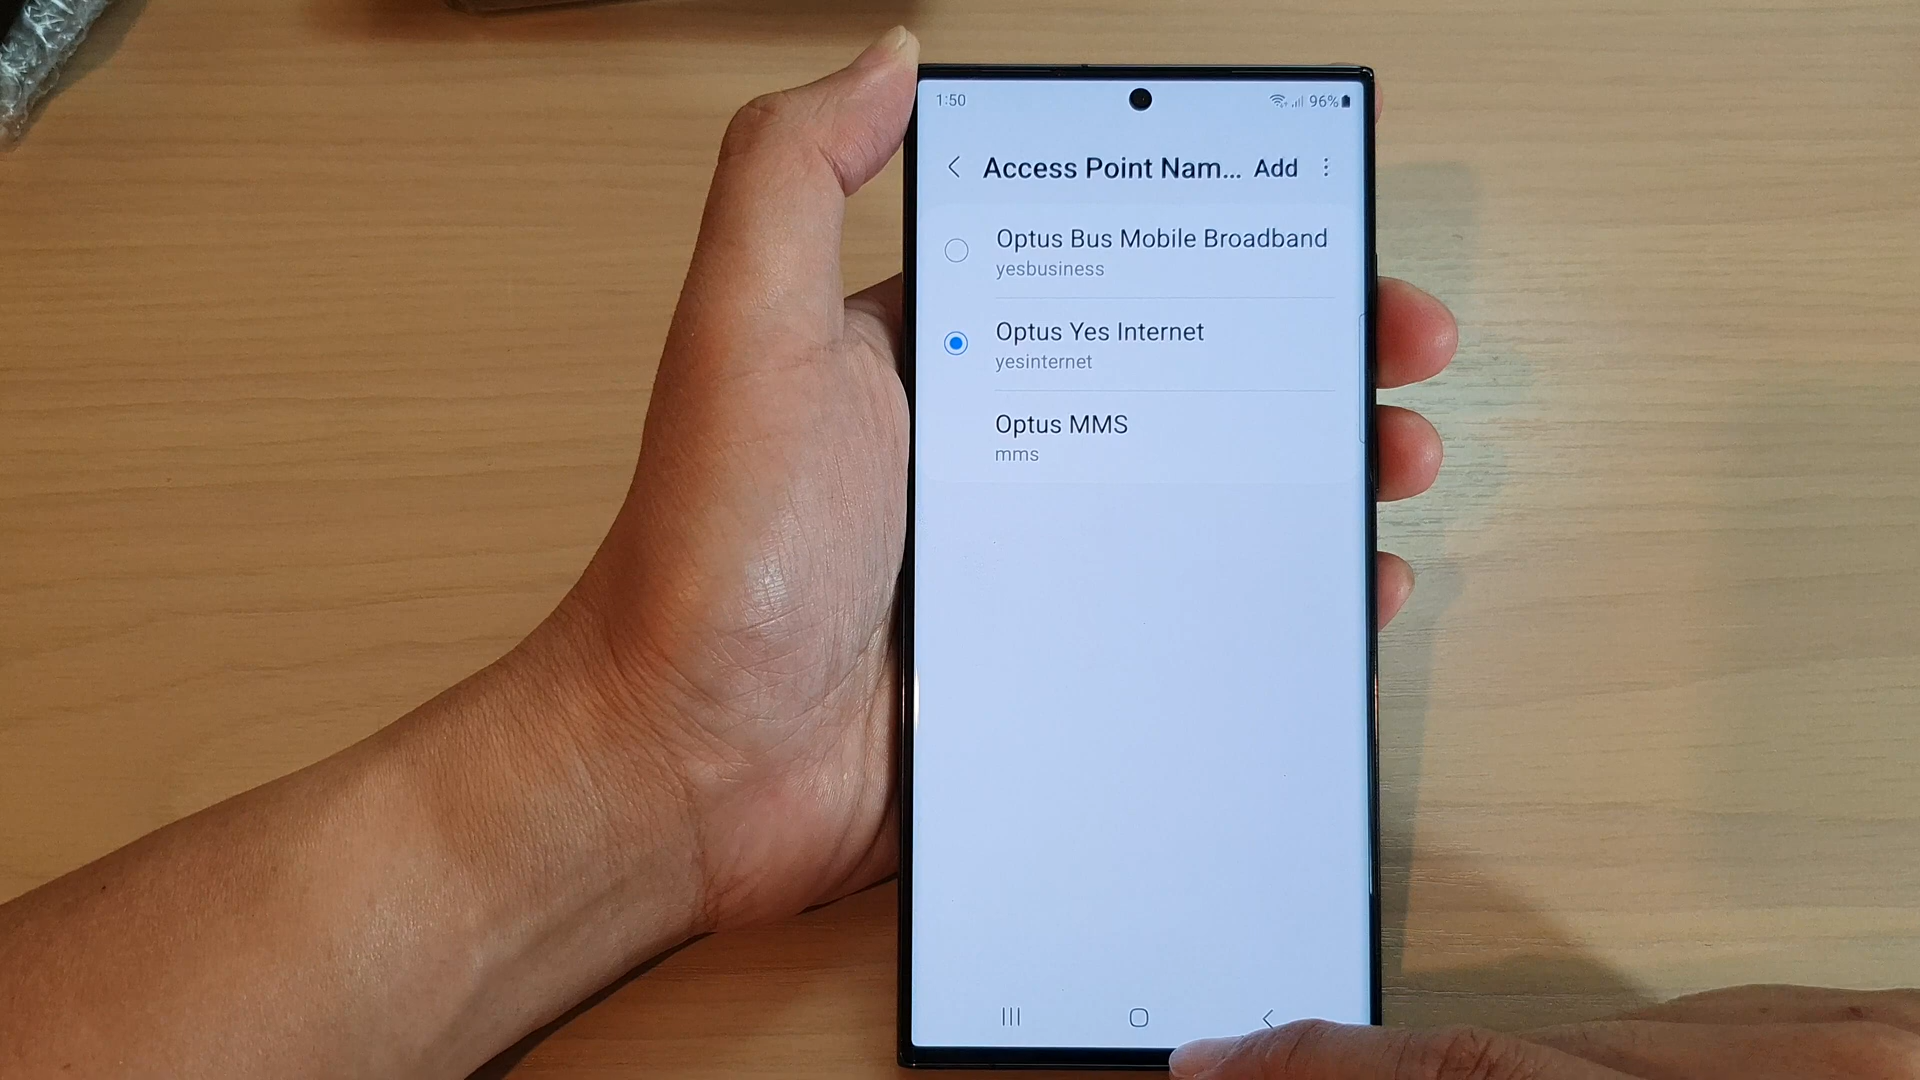 1:50
96%
Access Point Nam... Add
Optus Bus Mobile Broadband
yesbusiness
Optus Yes Internet
yesinternet
Optus MMS
mms